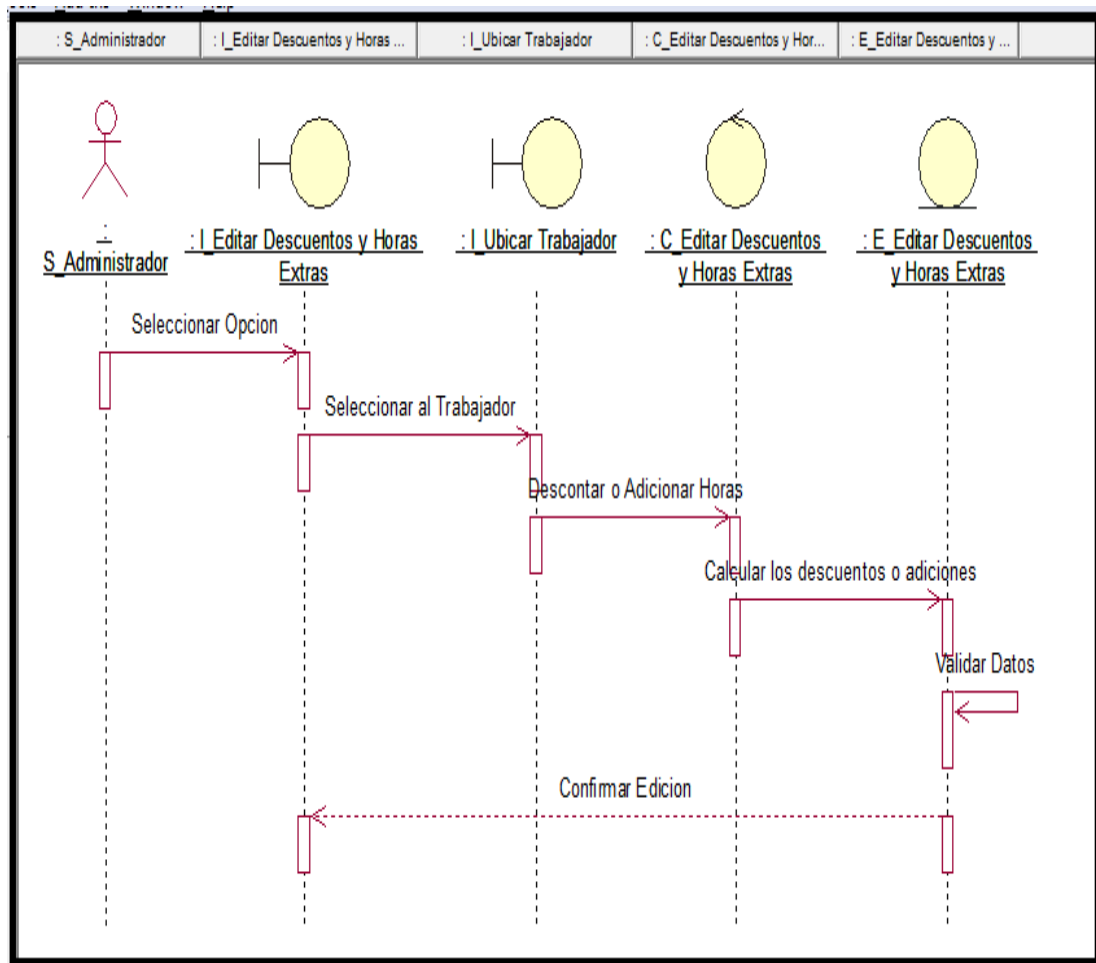 : S_Administrador
: I_Editar Descuentos y Horas ...
: I_Ubicar Trabajador
: C_Editar Descuentos y Hor...
: E_Editar Descuentos y ...
:
S_Administrador
: I_Editar Descuentos y Horas
Extras
: I_Ubicar Trabajador
: C_Editar Descuentos
y Horas Extras
: E_Editar Descuentos
y Horas Extras
Seleccionar Opcion
Seleccionar al Trabajador
Descontar o Adicionar Horas
Calcular los descuentos o adiciones
Validar Datos
Confirmar Edicion